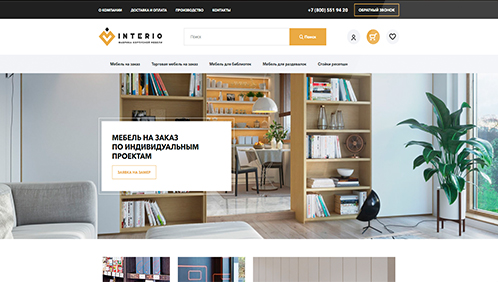 О КОМПАНИИ ДОСТАВКА И ОПЛАТА ПРОИЗВОДСТВО КОНТАКТЫ +7 (800) 551 94 20 ОБРАТНЫЙ ЗВОНОК
INTERIO
ФАБРИКА КОРПУСНОЙ МЕБЕЛИ
Поиск Поиск
Мебель на заказ Торговая мебель на заказ Мебель для библиотек Мебель для раздевалок Стойки ресепшн
МЕБЕЛЬ НА ЗАКАЗ
ПО ИНДИВИДУАЛЬНЫМ
ПРОЕКТАМ
ЗАЯВКА НА ЗАМЕР